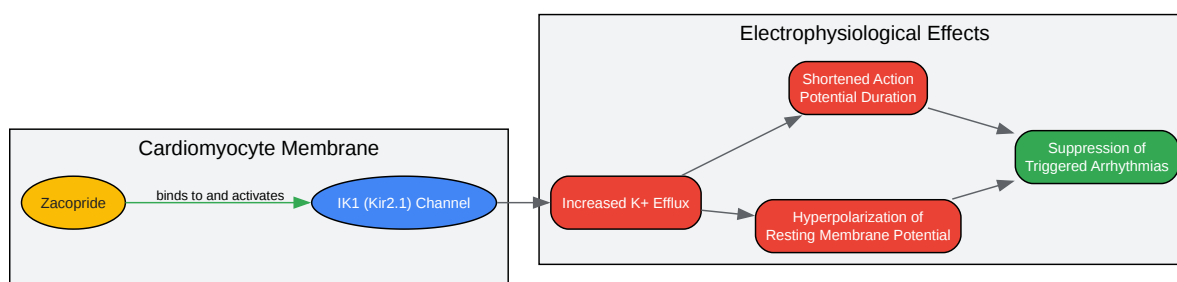 Electrophysiological Effects
Shortened Action
Potential Duration
Cardiomyocyte Membrane
Suppression of
Triggered Arrhythmias
Zacopride
binds to and activates
IK1 (Kir2.1) Channel
Increased K+ Efflux
Hyperpolarization of
Resting Membrane Potential